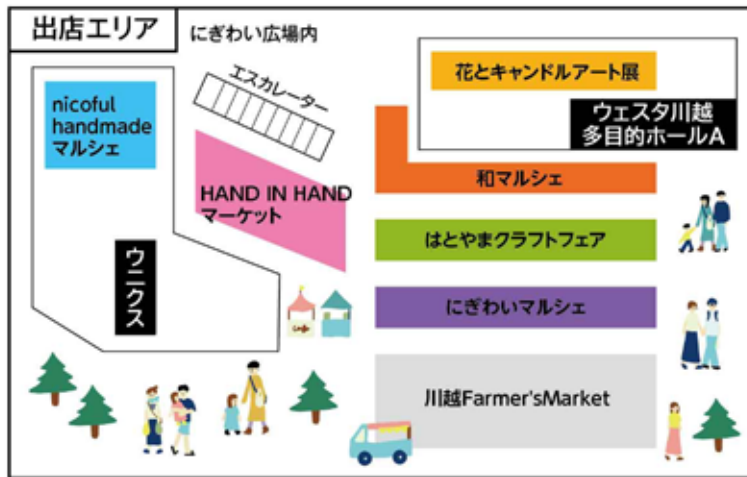 出店エリア
にぎわい広場内
nicoful
handmade
マルシェ
エスカレーター
花とキャンドルアート展
ウェスタ川越
多目的ホールA
和マルシェ
HAND IN HAND
マーケット
はとやまクラフトフェア
ウニクス
にぎわいマルシェ
川越Farmer'sMarket